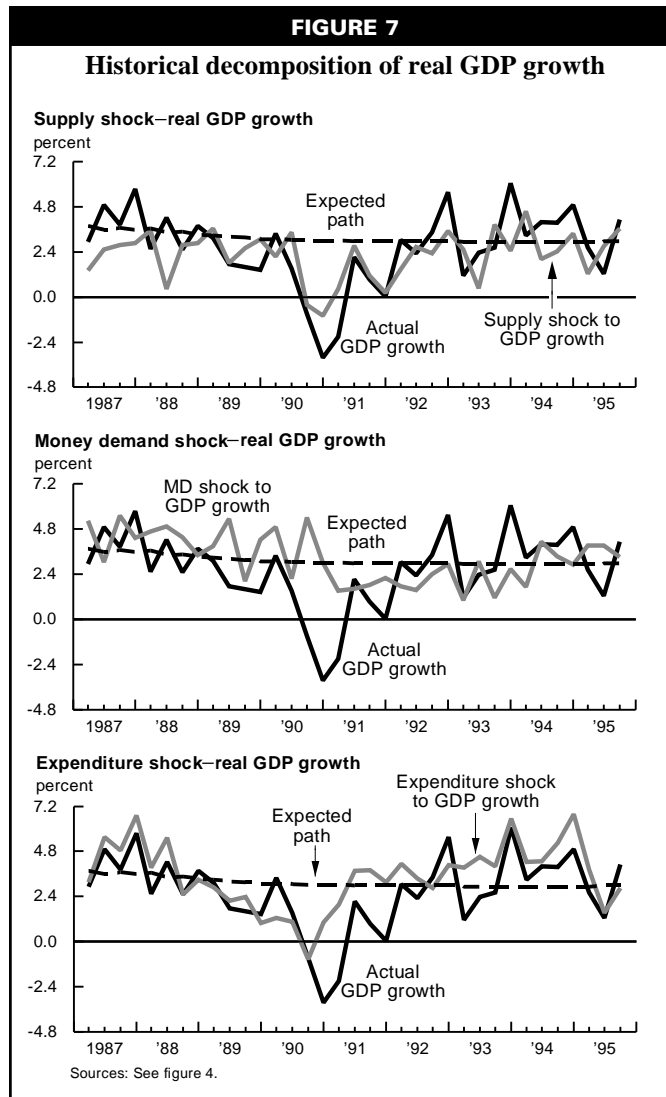 FIGURE 7
Historical decomposition of real GDP growth
Supply shock–real GDP growth
percent
7.2
4.8
2.4
0.0
-2.4
-4.8
Expected
path
Actual
GDP growth
Supply shock to
GDP growth
1987 '88 '89 '90 '91 '92 '93 '94 '95
Money demand shock–real GDP growth
percent
7.2
4.8
2.4
0.0
-2.4
-4.8
MD shock to
GDP growth
Expected
path
Actual
GDP growth
1987 '88 '89 '90 '91 '92 '93 '94 '95
Expenditure shock–real GDP growth
percent
7.2
4.8
2.4
0.0
-2.4
-4.8
Expected
path
Expenditure shock
to GDP growth
Actual
GDP growth
1987 '88 '89 '90 '91 '92 '93 '94 '95
Sources: See figure 4.